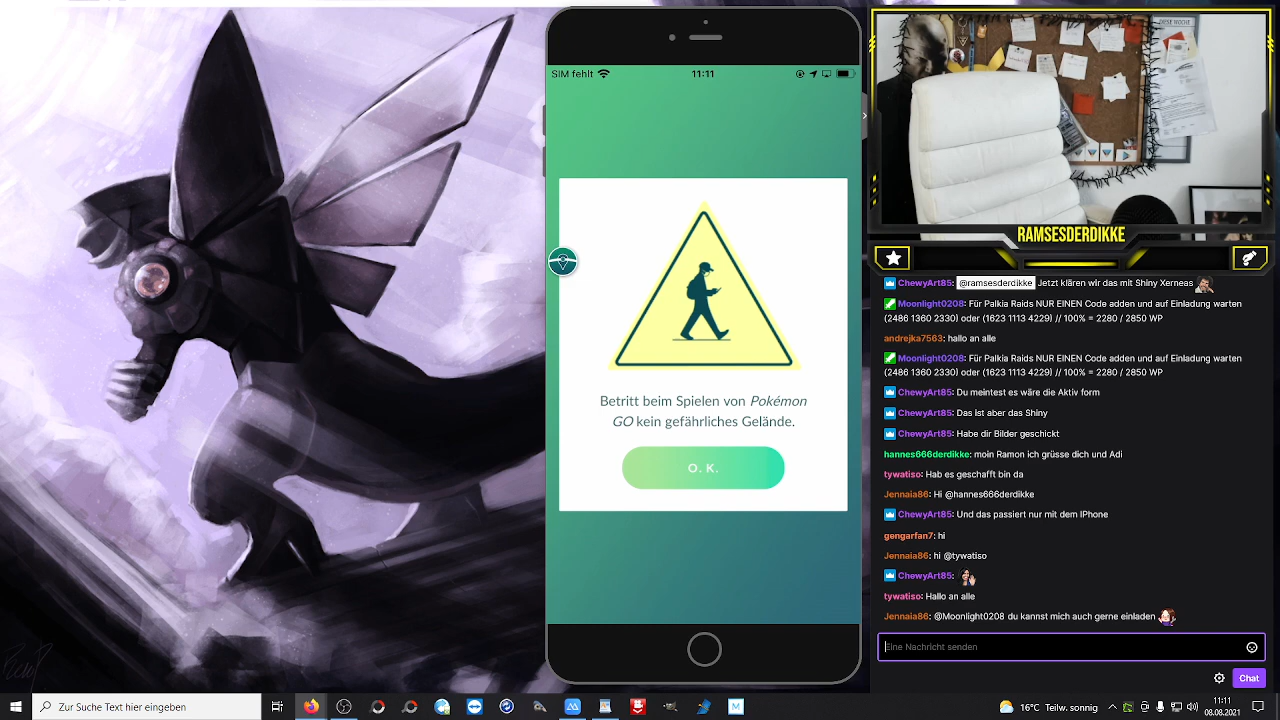 SIM fehlt
11:11
Betritt beim Spielen von Pokémon
GO kein gefährliches Gelände.
O. K.
DIESE WOCHE
RAMSESDERDIKKE
ChewyArt85: @ramsesderdikke Jetzt klären wir das mit Shiny Xerneas
Moonlight0208: Für Palkia Raids NUR EINEN Code adden und auf Einladung warten
(2486 1360 2330) oder (1623 1113 4229) // 100% = 2280 / 2850 WP
andrejka7563: hallo an alle
Moonlight0208: Für Palkia Raids NUR EINEN Code adden und auf Einladung warten
(2486 1360 2330) oder (1623 1113 4229) // 100% = 2280 / 2850 WP
ChewyArt85: Du meintest es wäre die Aktiv form
ChewyArt85: Das ist aber das Shiny
ChewyArt85: Habe dir Bilder geschickt
hannes666derdikke: moin Ramon ich grüsse dich und Adi
tywatiso: Hab es geschafft bin da
Jennaia86: Hi @hannes666derdikke
ChewyArt85: Und das passiert nur mit dem IPhone
gengarfan7: hi
Jennaia86: hi @tywatiso
ChewyArt85:
tywatiso: Hallo an alle
Jennaia86: @Moonlight0208 du kannst mich auch gerne einladen
Eine Nachricht senden
Chat
Zur Suche Text hier eingeben
16°C
11:11
08.08.2021